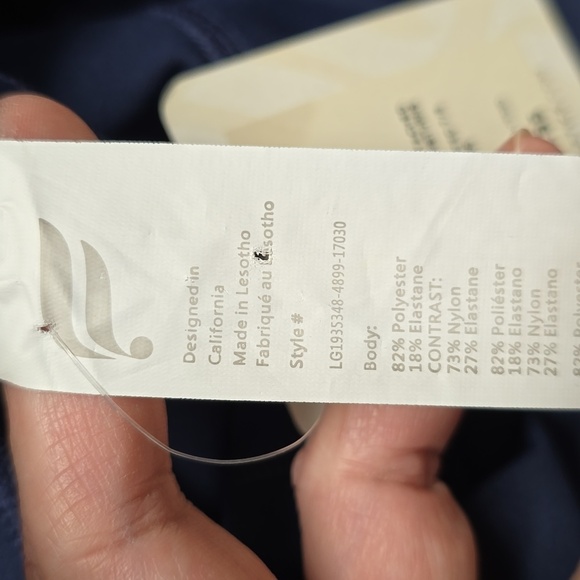 Designed in
California
Made in Lesotho
Fabriqué au Lesotho
Style #
LG1935348-4899-17030
Body:
82% Polyester
18% Elastane
CONTRAST:
73% Nylon
27% Elastane
82% Poliéster
18% Elastano
73% Nylon
27% Elastano